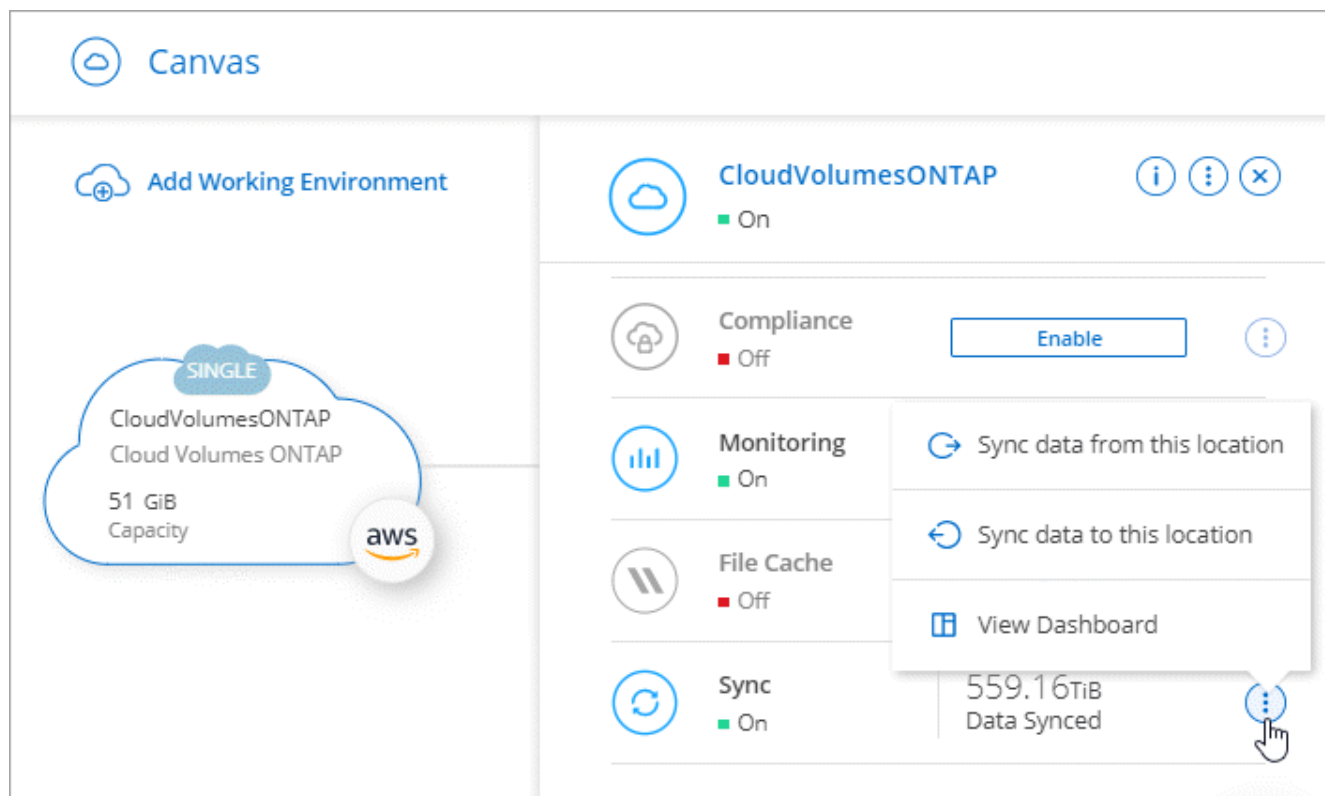 Canvas
Add Working Environment
SINGLE
CloudVolumesONTAP
Cloud Volumes ONTAP
51 GiB
Capacity
aws
CloudVolumesONTAP
On
Compliance
Off
Enable
Monitoring
On
File Cache
Off
Sync
On
559.16TiB
Data Synced
Sync data from this location
Sync data to this location
View Dashboard